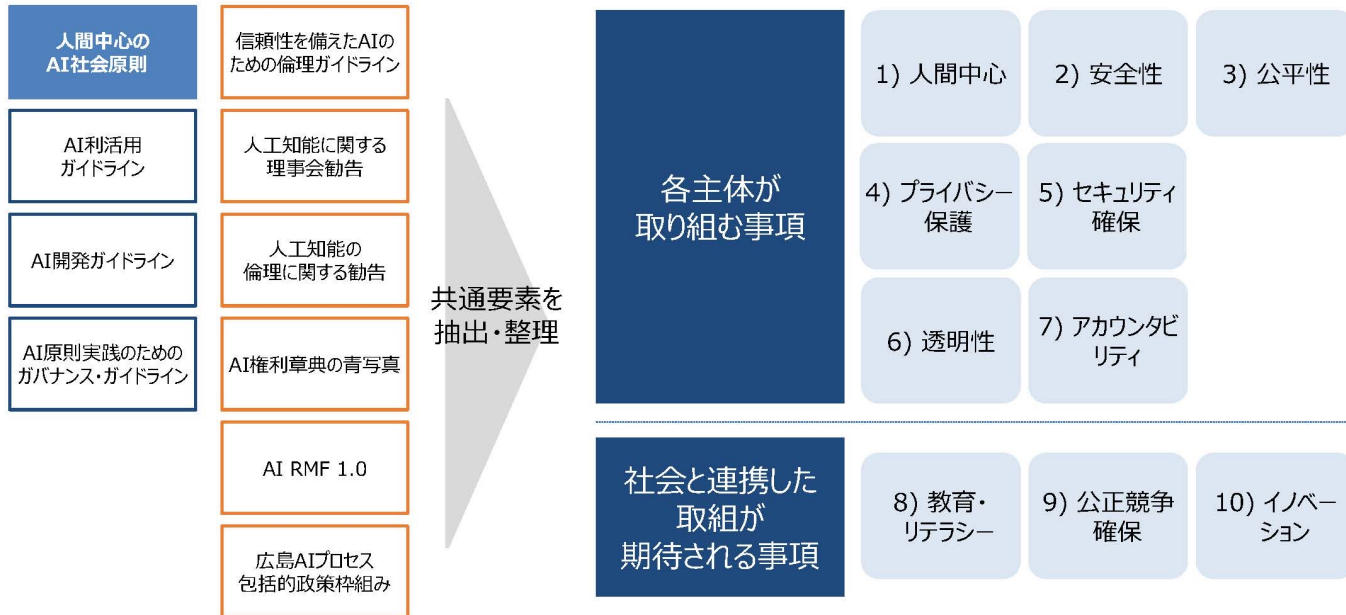 人間中心の
AI社会原則
AI利活用
ガイドライン
AI開発ガイドライン
AI原則実践のための
ガバナンス・ガイドライン
信頼性を備えたAIの
ための倫理ガイドライン
人工知能に関する
理事会勧告
人工知能の
倫理に関する勧告
AI権利章典の青写真
AI RMF 1.0
広島AIプロセス
包括的政策枠組み
共通要素を
抽出・整理
各主体が
取り組む事項
1) 人間中心
2) 安全性
3) 公平性
4) プライバシー
保護
5) セキュリティ
確保
6) 透明性
7) アカウンタビ
リティ
社会と連携した
取組が
期待される事項
8) 教育・
リテラシー
9) 公正競争
確保
10) イノベー
ション